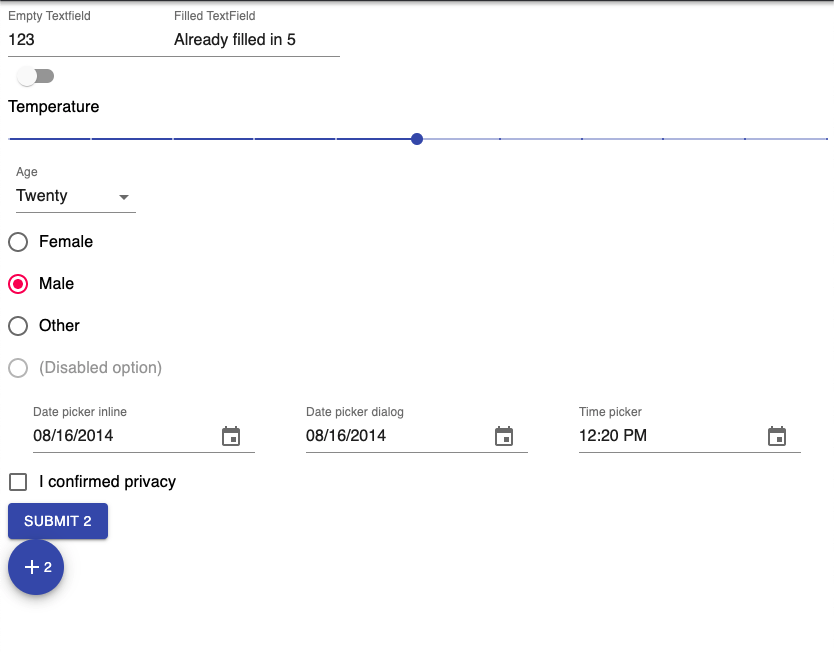 Empty Textfield Filled TextField
123 Already filled in 5
Temperature
Age
Twenty
Female
Male
Other
(Disabled option)
Date picker inline Date picker dialog Time picker
08/16/2014 08/16/2014 12:20 PM
I confirmed privacy
SUBMIT 2
+ 2